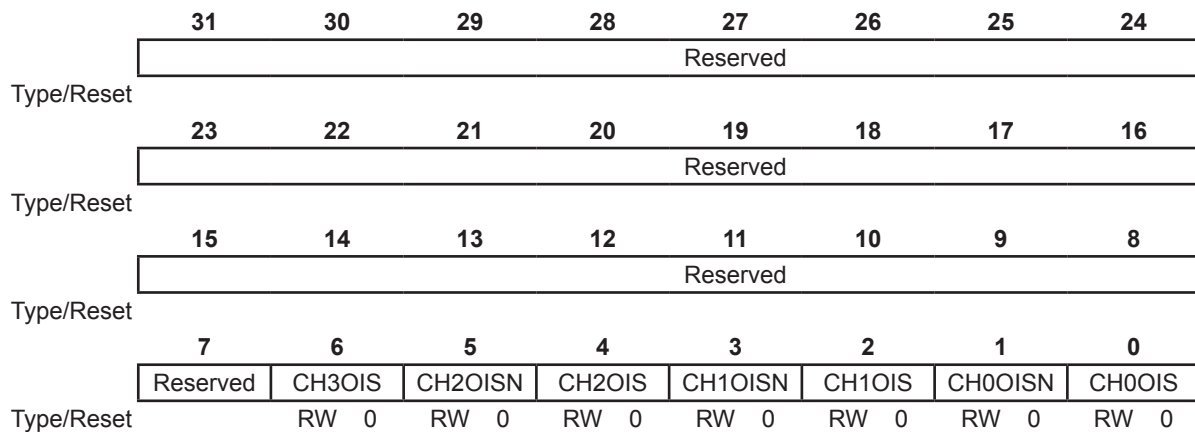 31 30 29 28 27 26 25 24
Reserved
Type/Reset
23 22 21 20 19 18 17 16
Reserved
Type/Reset
15 14 13 12 11 10 9 8
Reserved
Type/Reset
7 6 5 4 3 2 1 0
Reserved CH3OIS CH2OISN CH2OIS CH1OISN CH1OIS CH0OISN CH0OIS
Type/Reset RW 0 RW 0 RW 0 RW 0 RW 0 RW 0 RW 0